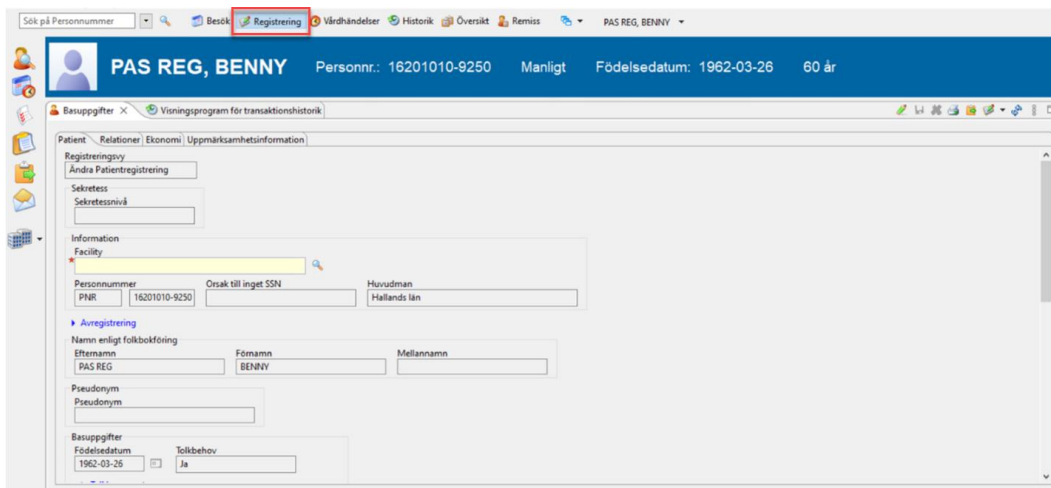 Sök på Personnummer Besök Registrering Vårdhändelser Historik Översikt Remiss PAS REG, BENNY
PAS REG, BENNY Personnr.: 16201010-9250 Manligt Födelsedatum: 1962-03-26 60 år
Basuppgifter Visningsprogram för transaktionshistorik
Patient Relationer Ekonomi Uppmärksamhetsinformation
Registreringsvy
Ändra Patientregistrering
Sekretess
Sekretessnivå
Information
Facility
Personnummer Orsak till inget SSN Huvudman
PNR 16201010-9250 Hallands län
Avregistrering
Namn enligt folkbokföring
Efternamn Förnamn Mellannamn
PAS REG BENNY
Pseudonym
Pseudonym
Basuppgifter
Födelsedatum Tolkbehov
1962-03-26 Ja